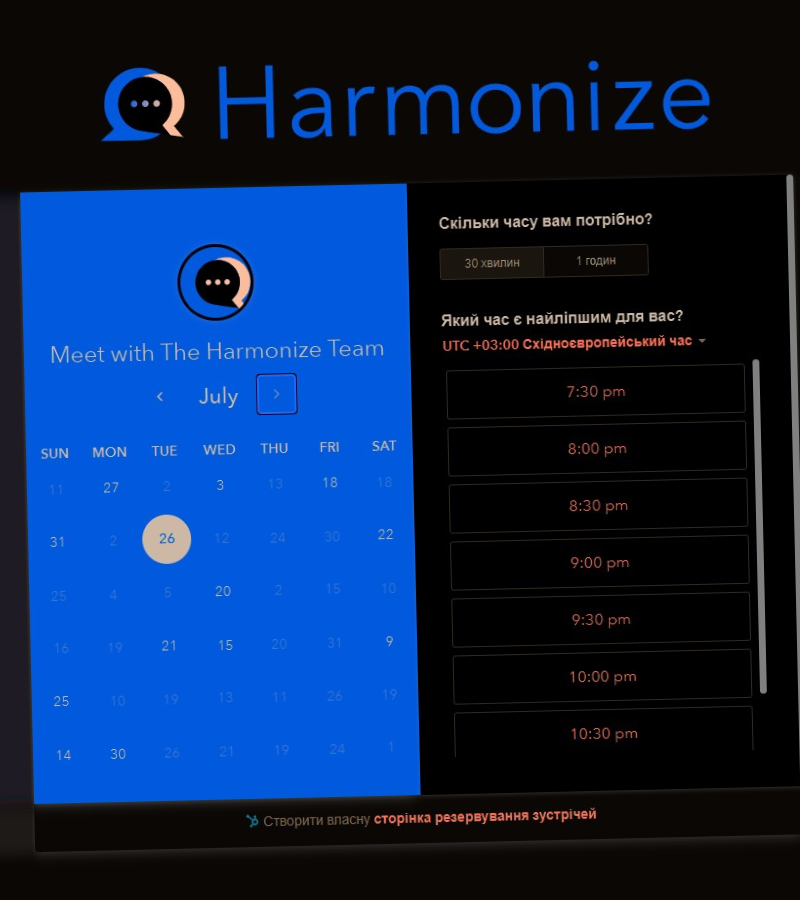 Harmonize
Meet with The Harmonize Team
July
SUN MON TUE WED THU FRI SAT
11 27 2 3 13 18 18
31 2 26 12 24 30 22
25 4 5 20 2 15 10
16 19 21 15 20 31 9
25 10 19 13 11 26 19
14 30 26 21 19 24 1
Скільки часу вам потрібно?
30 хвилин 1 годин
Який час є найліпшим для вас?
UTC +03:00 Східноєвропейський час
7:30 pm
8:00 pm
8:30 pm
9:00 pm
9:30 pm
10:00 pm
10:30 pm
Створити власну сторінка резервування зустрічей